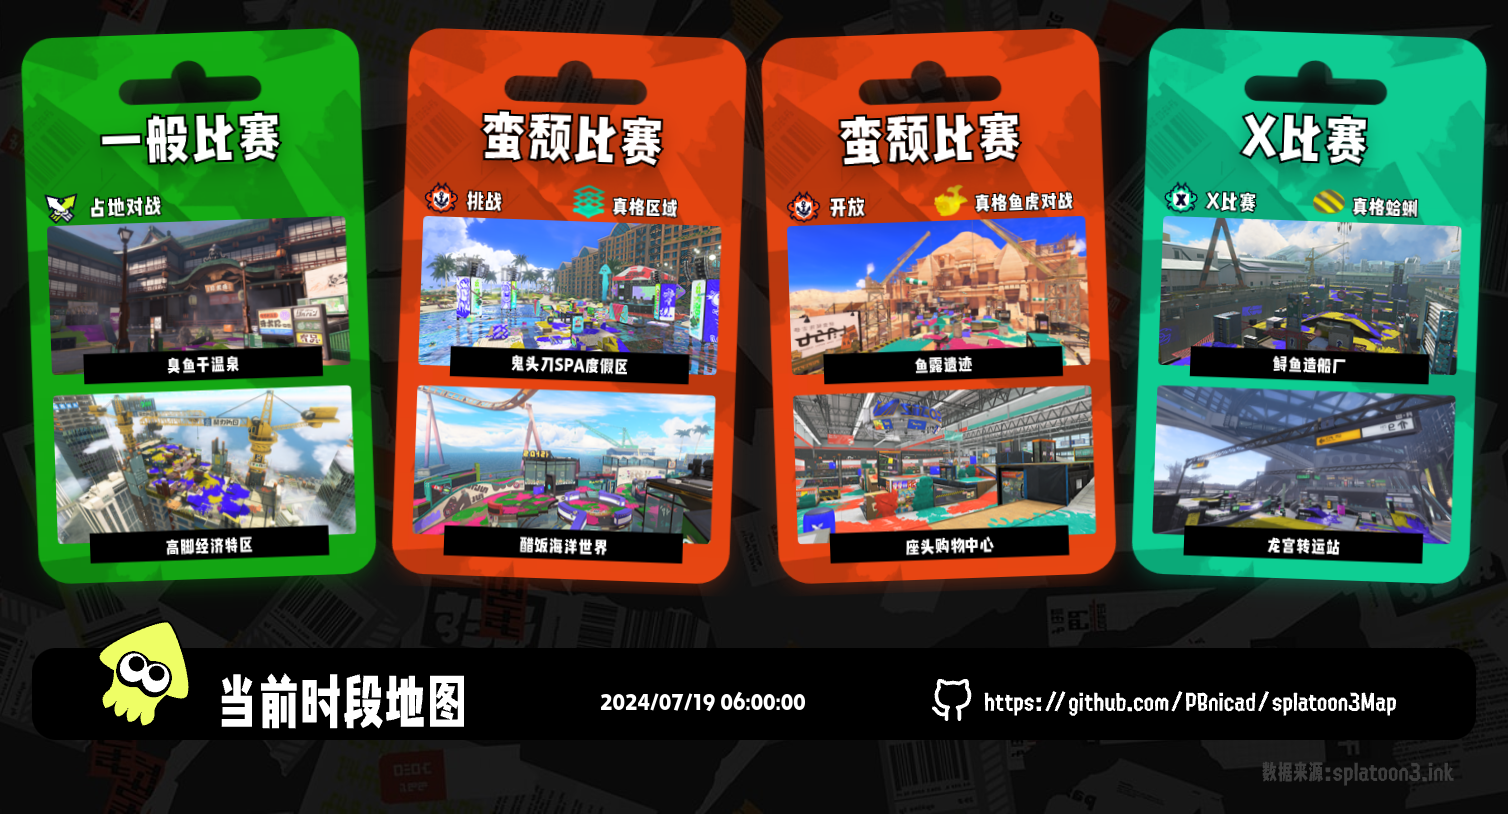 一般比赛
占地对战
臭鱼干温泉
高脚经济特区
蛮颓比赛
挑战
真格区域
鬼头刀SPA度假区
醋饭海洋世界
蛮颓比赛
开放
真格鱼虎对战
鱼露遗迹
座头购物中心
X比赛
X比赛
真格蛤蜊
鲟鱼造船厂
龙宫转运站
当前时段地图
2024/07/19 06:00:00
https://github.com/PBnicad/splatoon3Map
数据来源:splatoon3.ink